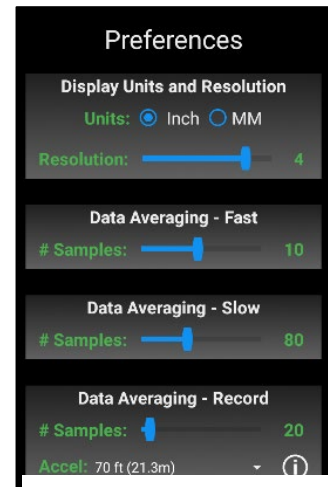 Preferences
Display Units and Resolution
Units: Inch MM
Resolution: 4
Data Averaging - Fast
# Samples: 10
Data Averaging - Slow
# Samples: 80
Data Averaging - Record
# Samples: 20
Accel: 70 ft (21.3m)